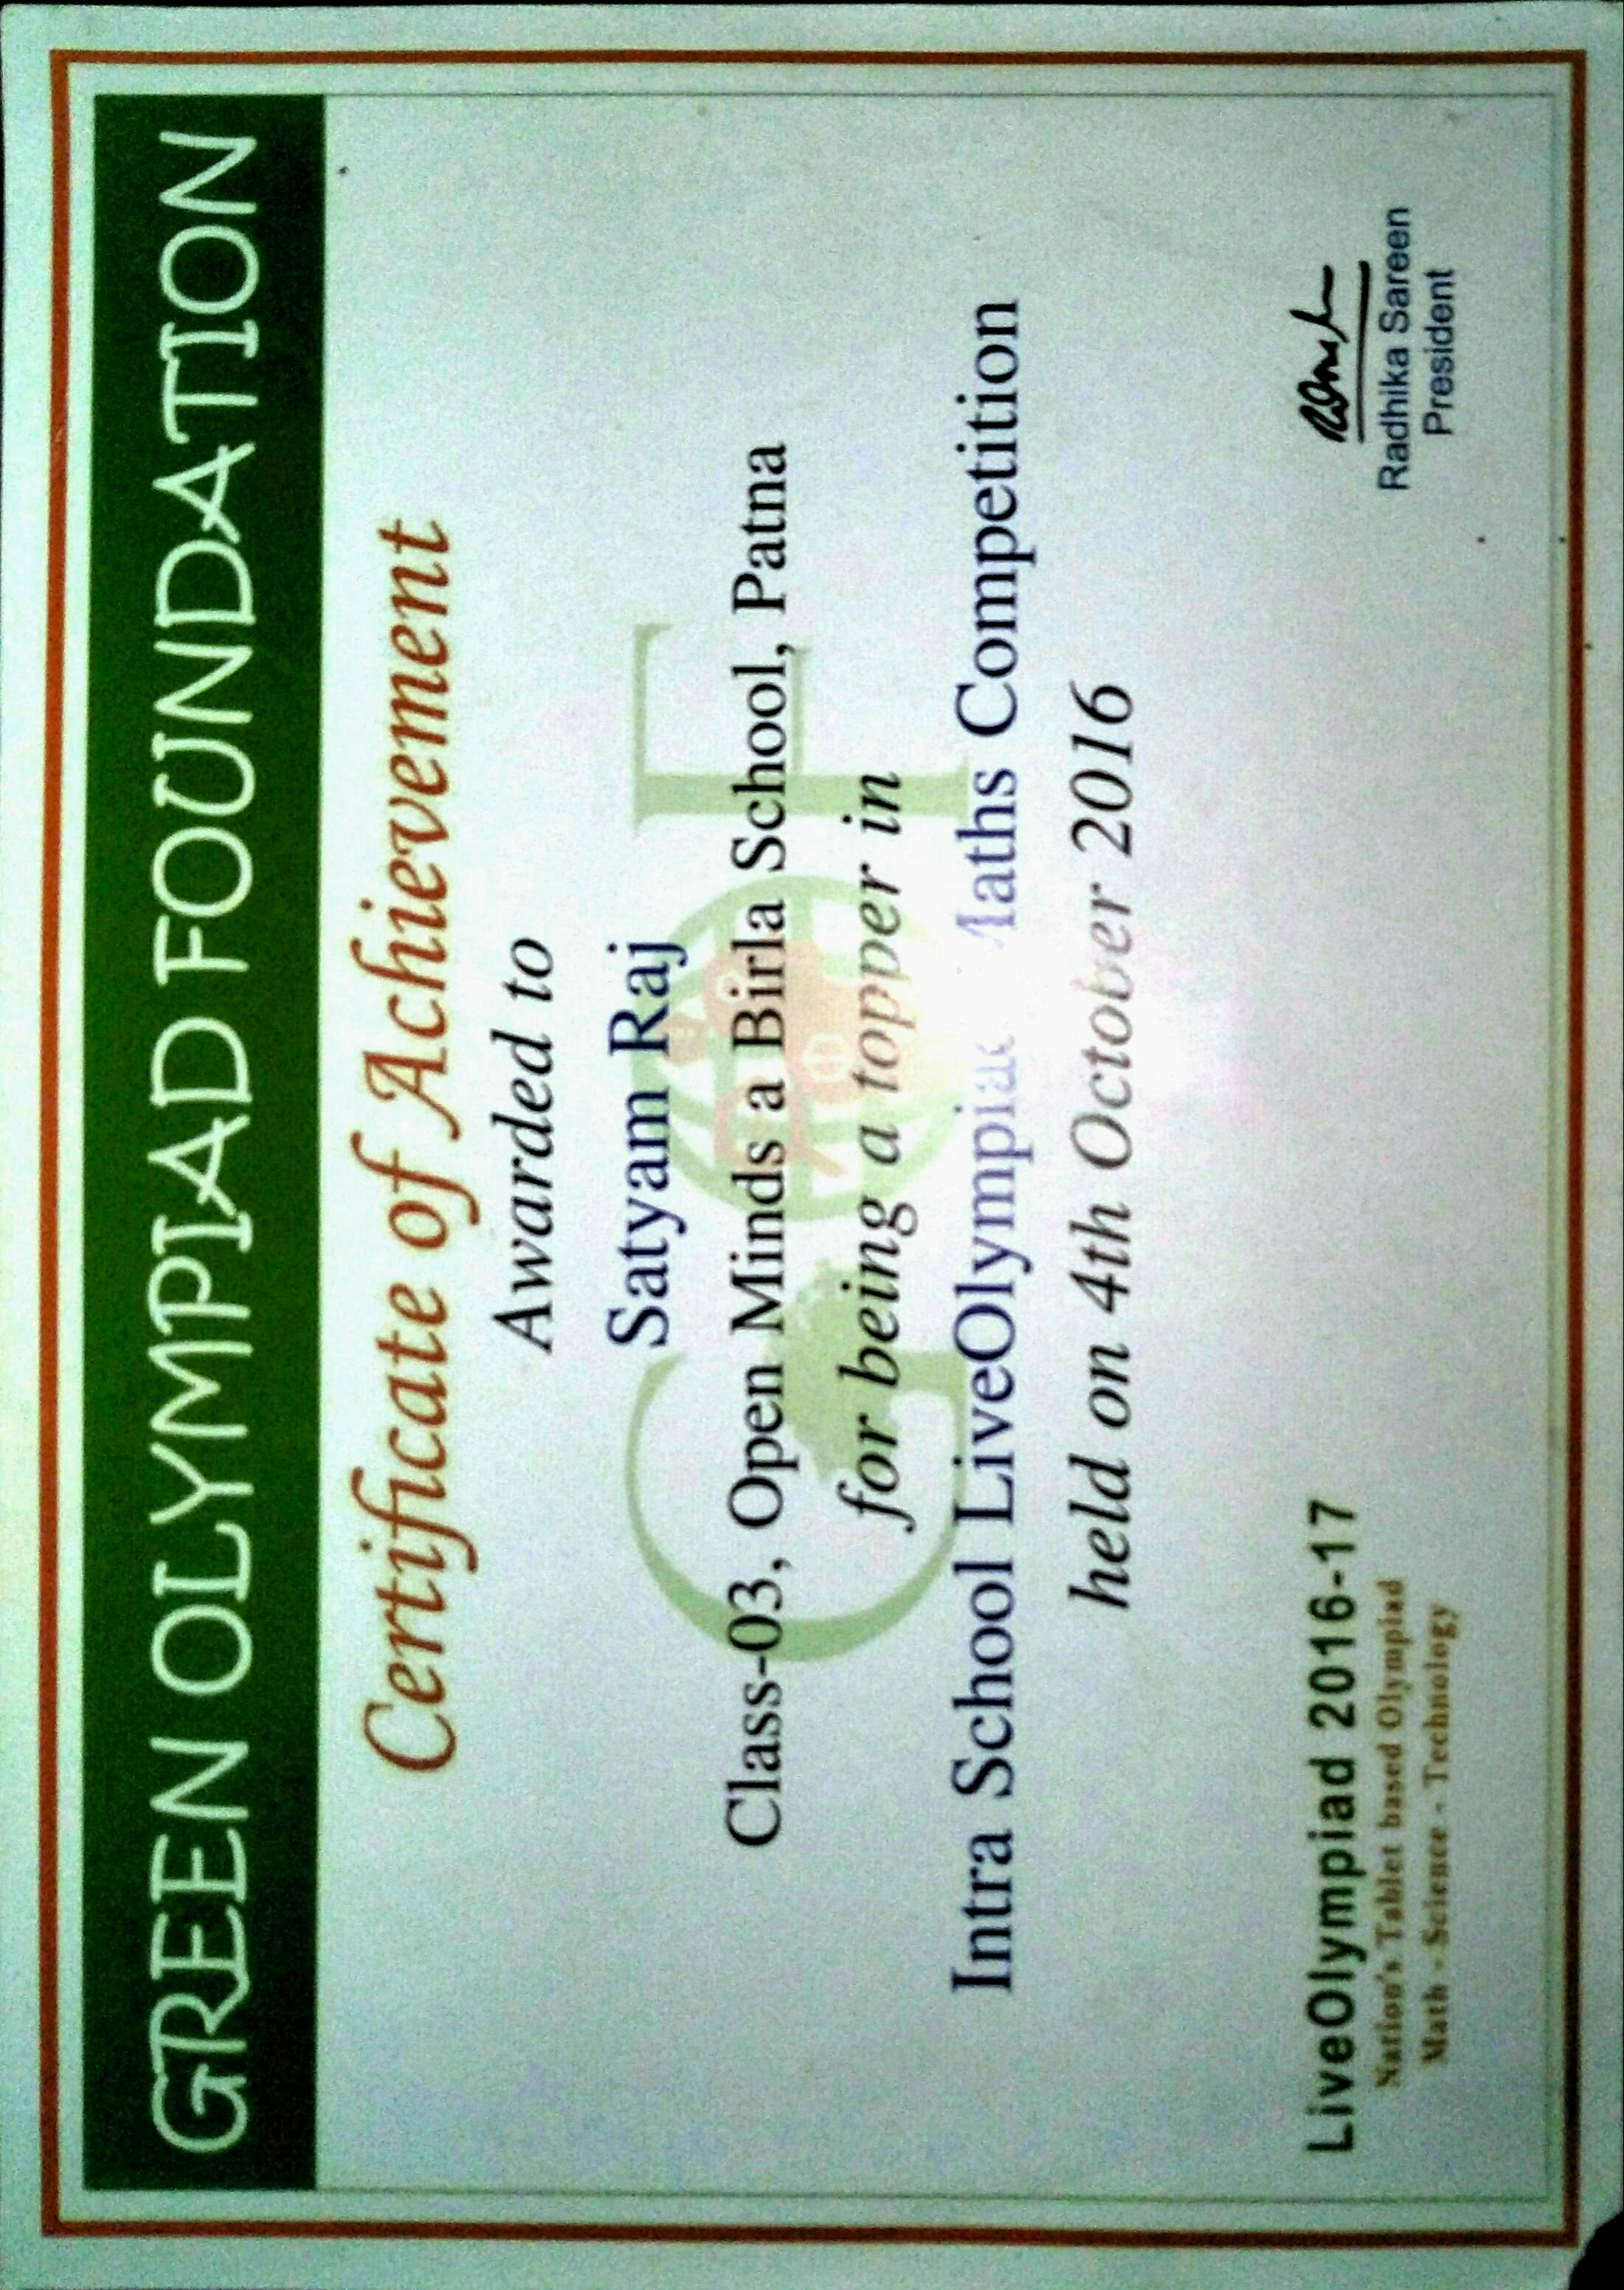 GREEN OLYMPIAD FOUNDATION
Certificate of Achievement
Awarded to
Satyam Raj
Class-03, Open Minds a Birla School, Patna
for being a topper in
Intra School LiveOlympiad Maths Competition
held on 4th October 2016
LiveOlympiad 2016-17
Nation's Tablet based Olympiad
Math - Science - Technology
Radhika Sareen
President
GOF